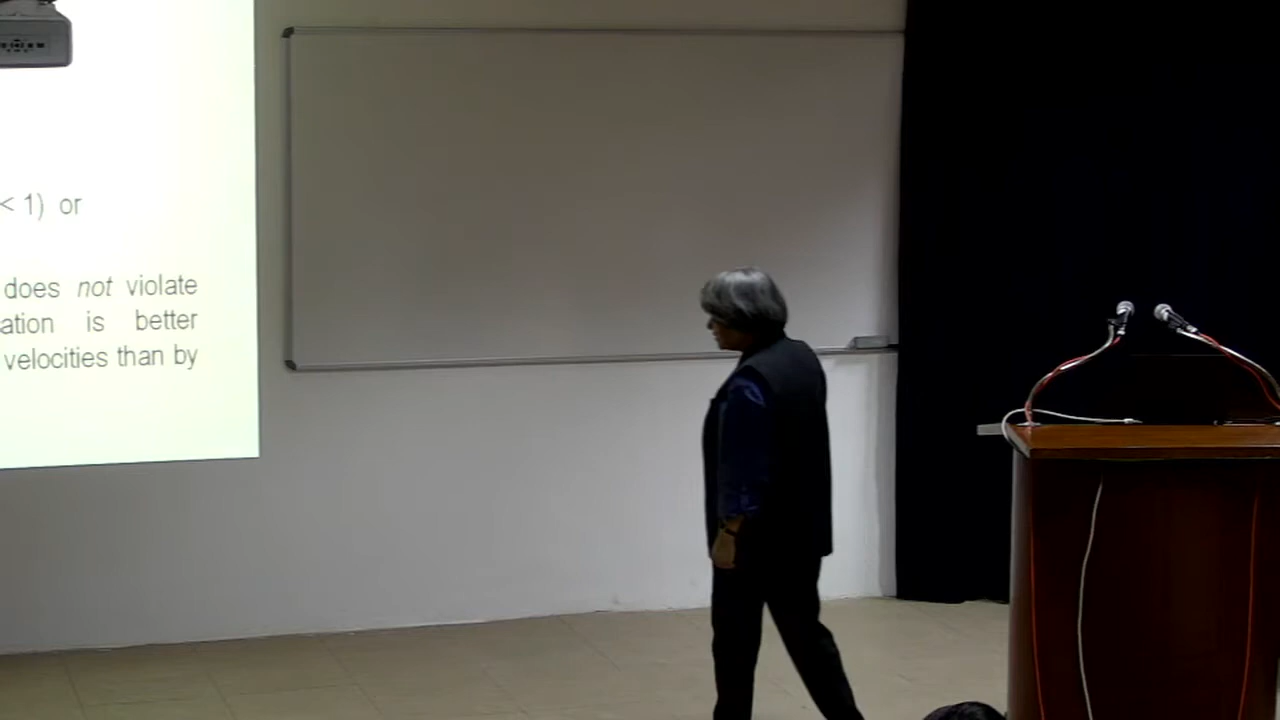 < 1) or
does not violate
ation is better
velocities than by